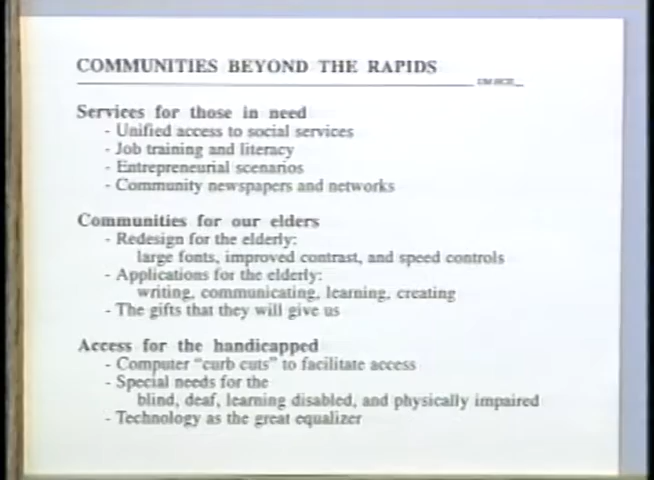 COMMUNITIES BEYOND THE RAPIDS
Services for those in need
- Unified access to social services
- Job training and literacy
- Entrepreneurial scenarios
- Community newspapers and networks
Communities for our elders
- Redesign for the elderly:
large fonts, improved contrast, and speed controls
- Applications for the elderly:
writing, communicating, learning, creating
- The gifts that they will give us
Access for the handicapped
- Computer "curb cuts" to facilitate access
- Special needs for the
blind, deaf, learning disabled, and physically impaired
- Technology as the great equalizer